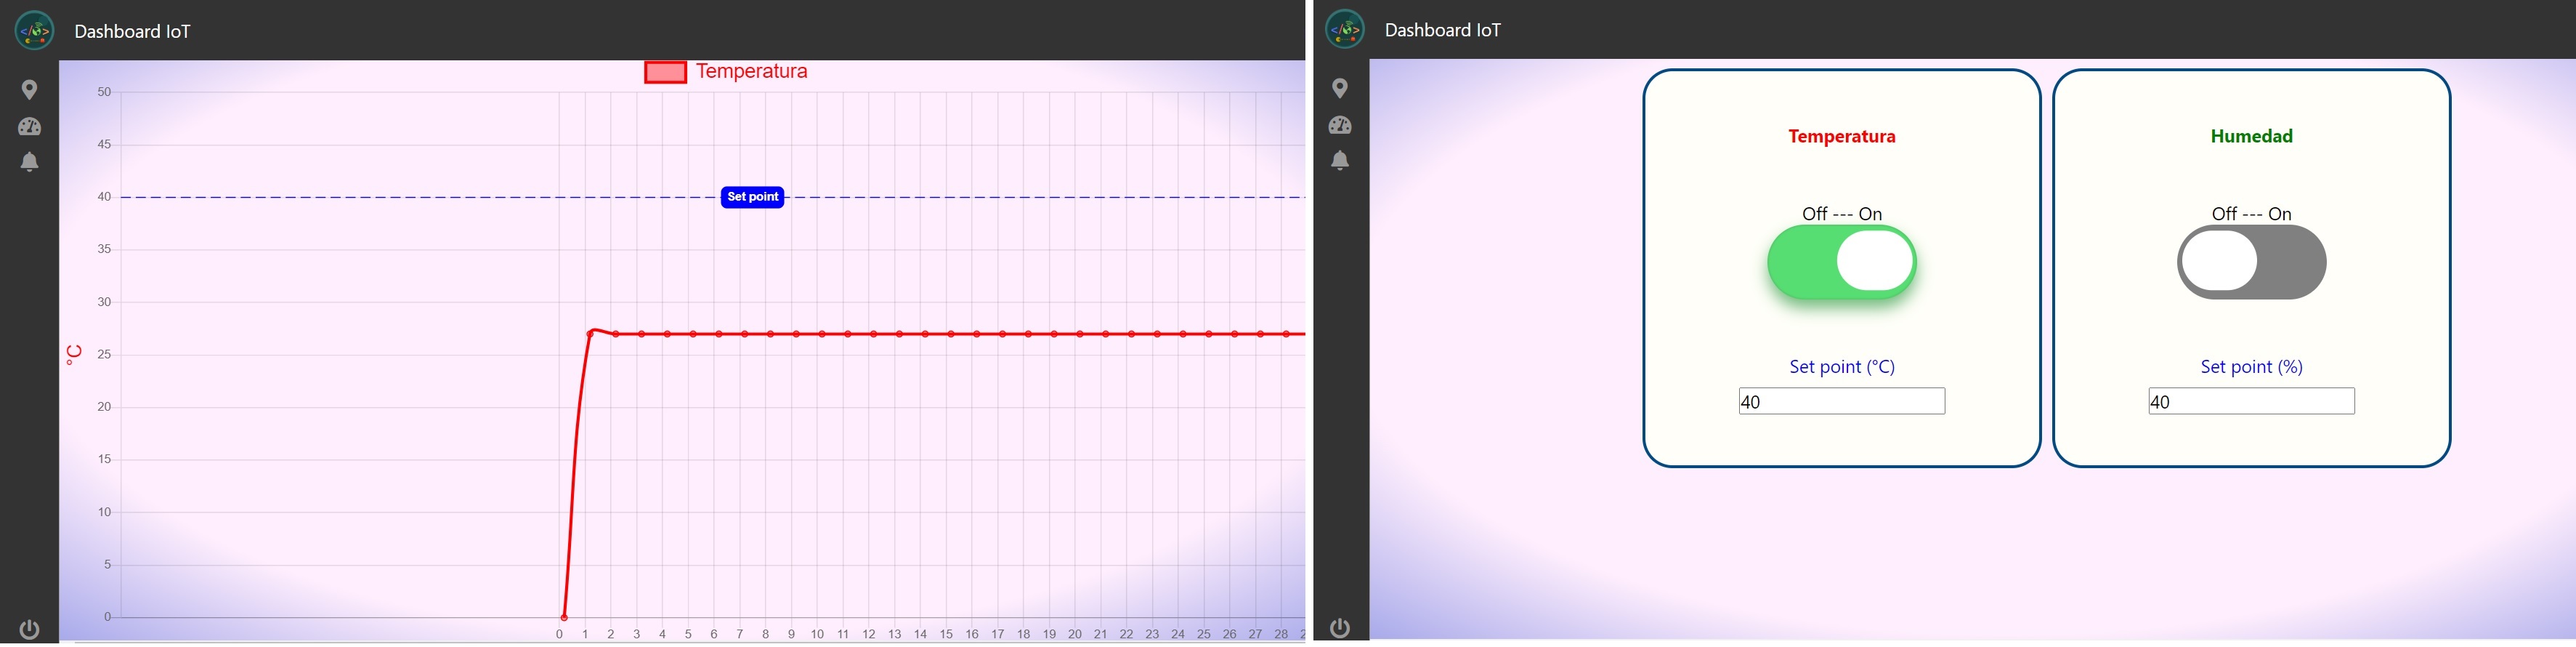 Dashboard IoT
Temperatura
50
45
40
Set point
35
30
25
°C
20
15
10
5
0
0 1 2 3 4 5 6 7 8 9 10 11 12 13 14 15 16 17 18 19 20 21 22 23 24 25 26 27 28
Dashboard IoT
Temperatura
Off --- On
Set point (°C)
40
Humedad
Off --- On
Set point (%)
40